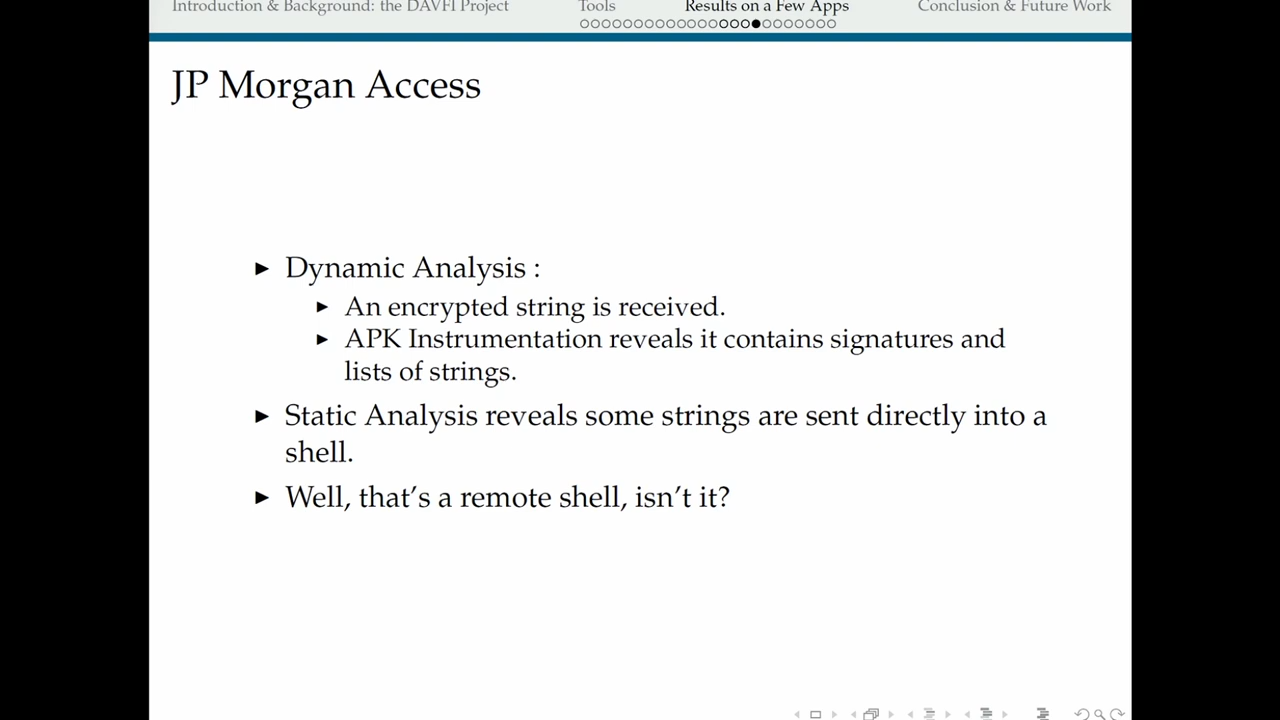 Introduction & Background: the DAVFI Project Tools Results on a Few Apps Conclusion & Future Work
JP Morgan Access
Dynamic Analysis :
An encrypted string is received.
APK Instrumentation reveals it contains signatures and
lists of strings.
Static Analysis reveals some strings are sent directly into a
shell.
Well, that's a remote shell, isn't it?